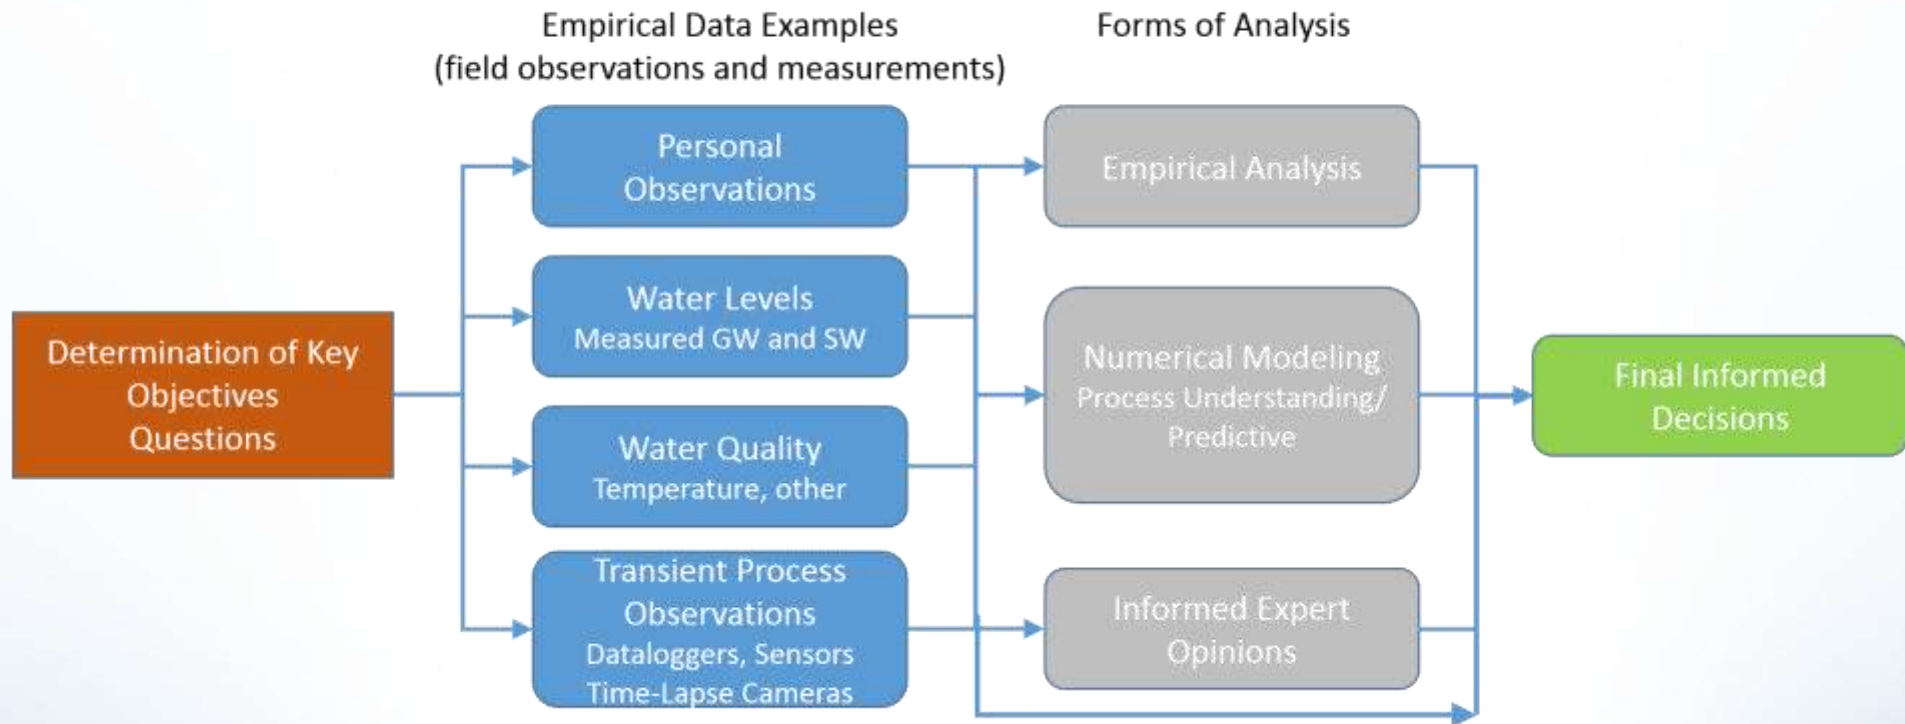 Empirical Data Examples
(field observations and measurements)
Forms of Analysis
Determination of Key
Objectives
Questions
Personal
Observations
Water Levels
Measured GW and SW
Water Quality
Temperature, other
Transient Process
Observations
Dataloggers, Sensors
Time-Lapse Cameras
Empirical Analysis
Numerical Modeling
Process Understanding/
Predictive
Informed Expert
Opinions
Final Informed
Decisions